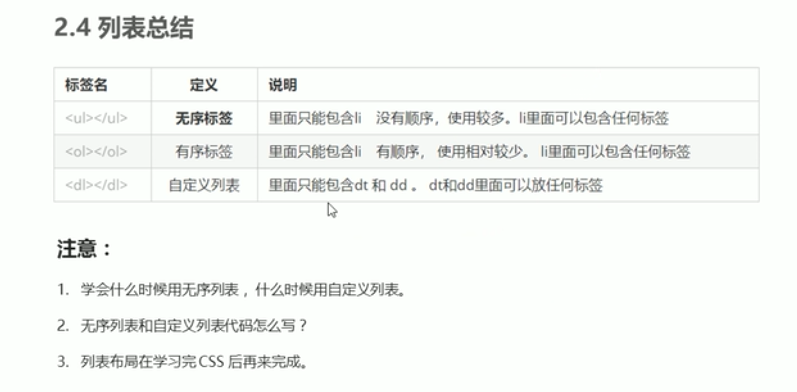 2.4 列表总结
标签名 定义 说明
<ul></ul> 无序标签 里面只能包含li 没有顺序，使用较多。li里面可以包含任何标签
<ol></ol> 有序标签 里面只能包含li 有顺序， 使用相对较少。 li里面可以包含任何标签
<dl></dl> 自定义列表 里面只能包含dt 和 dd 。 dt和dd里面可以放任何标签
注意：
1. 学会什么时候用无序列表 ，什么时候用自定义列表。
2. 无序列表和自定义列表代码怎么写？
3. 列表布局在学习完 CSS 后再来完成。